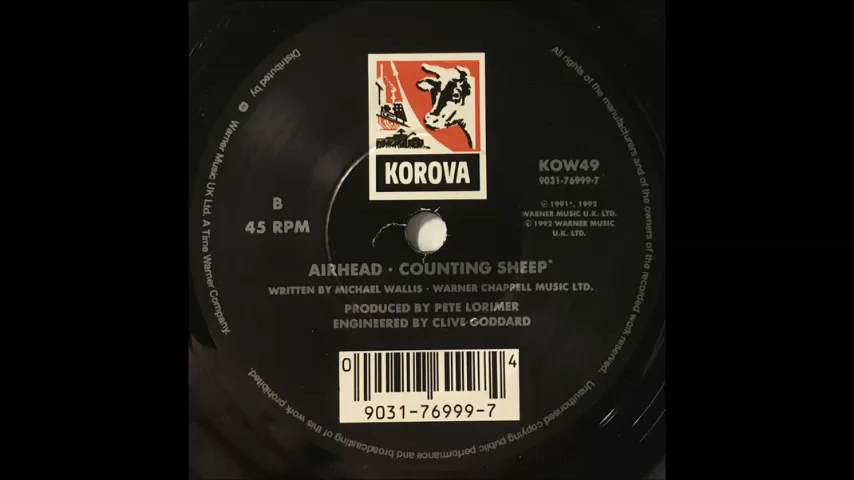 KOROVA
KOW49
9031-76999-7
B
45 RPM
℗ 1991*, 1992
WARNER MUSIC U.K. LTD.
© 1992 WARNER MUSIC
U.K. LTD.
AIRHEAD · COUNTING SHEEP*
WRITTEN BY MICHAEL WALLIS · WARNER CHAPPELL MUSIC LTD.
PRODUCED BY PETE LORIMER
ENGINEERED BY CLIVE GODDARD
0 4
9031-76999-7
Distributed by Warner Music UK Ltd. A Time Warner Company.
All rights of the manufacturers and of the owners of the recorded work reserved.
Unauthorised copying public performance and broadcasting of this work prohibited.